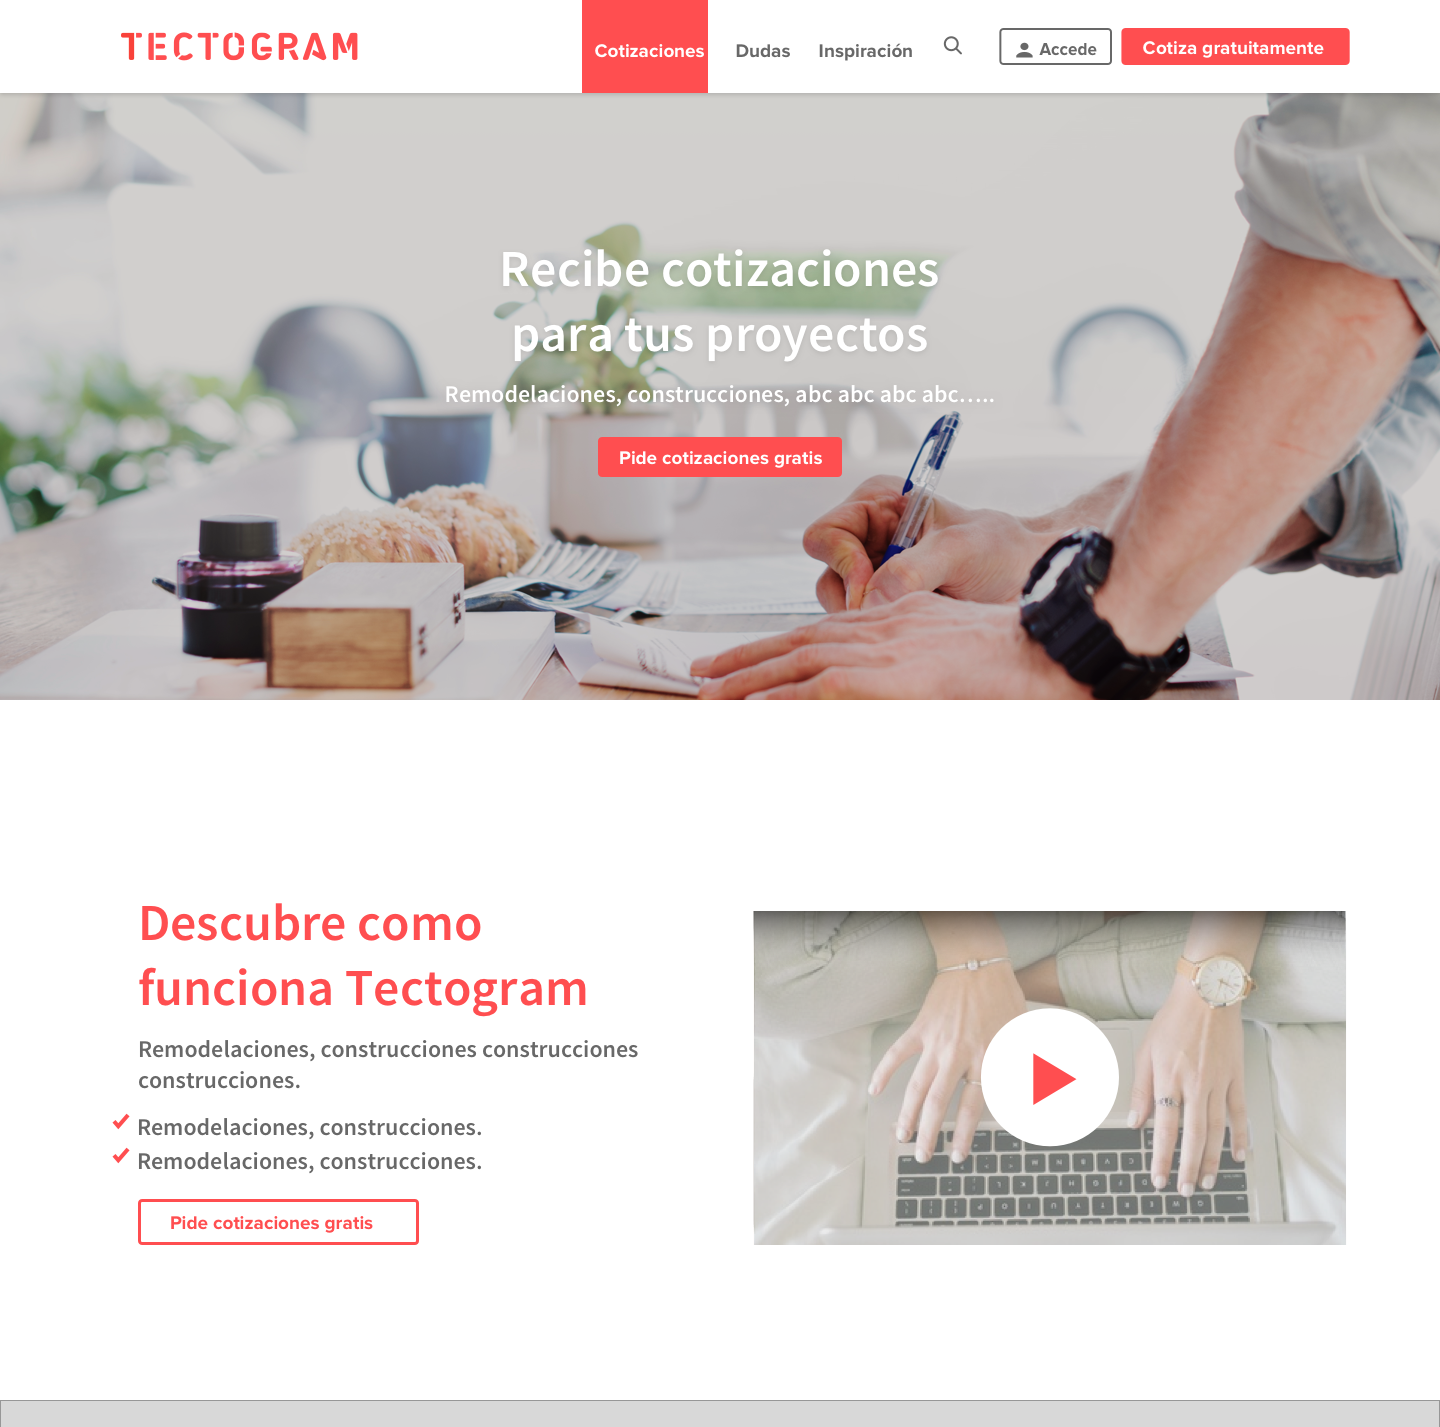 TECTOGRAM
Cotizaciones
Dudas
Inspiración
Accede
Cotiza gratuitamente
Recibe cotizaciones
para tus proyectos
Remodelaciones, construcciones, abc abc abc abc.....
Pide cotizaciones gratis
Descubre como
funciona Tectogram
Remodelaciones, construcciones construcciones
construcciones.
Remodelaciones, construcciones.
Remodelaciones, construcciones.
Pide cotizaciones gratis